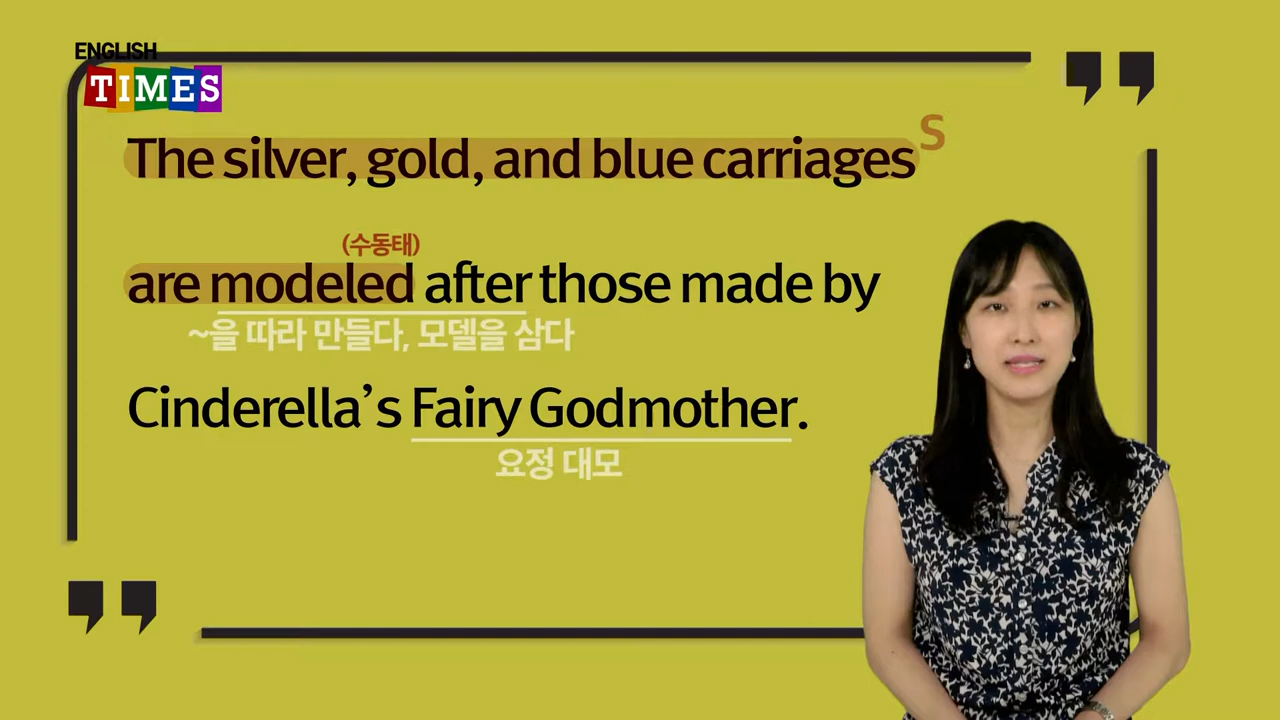 ENGLISH
TIMES
S
The silver, gold, and blue carriages
(수동태)
are modeled after those made by
~을 따라 만들다, 모델을 삼다
Cinderella’s Fairy Godmother.
요정 대모